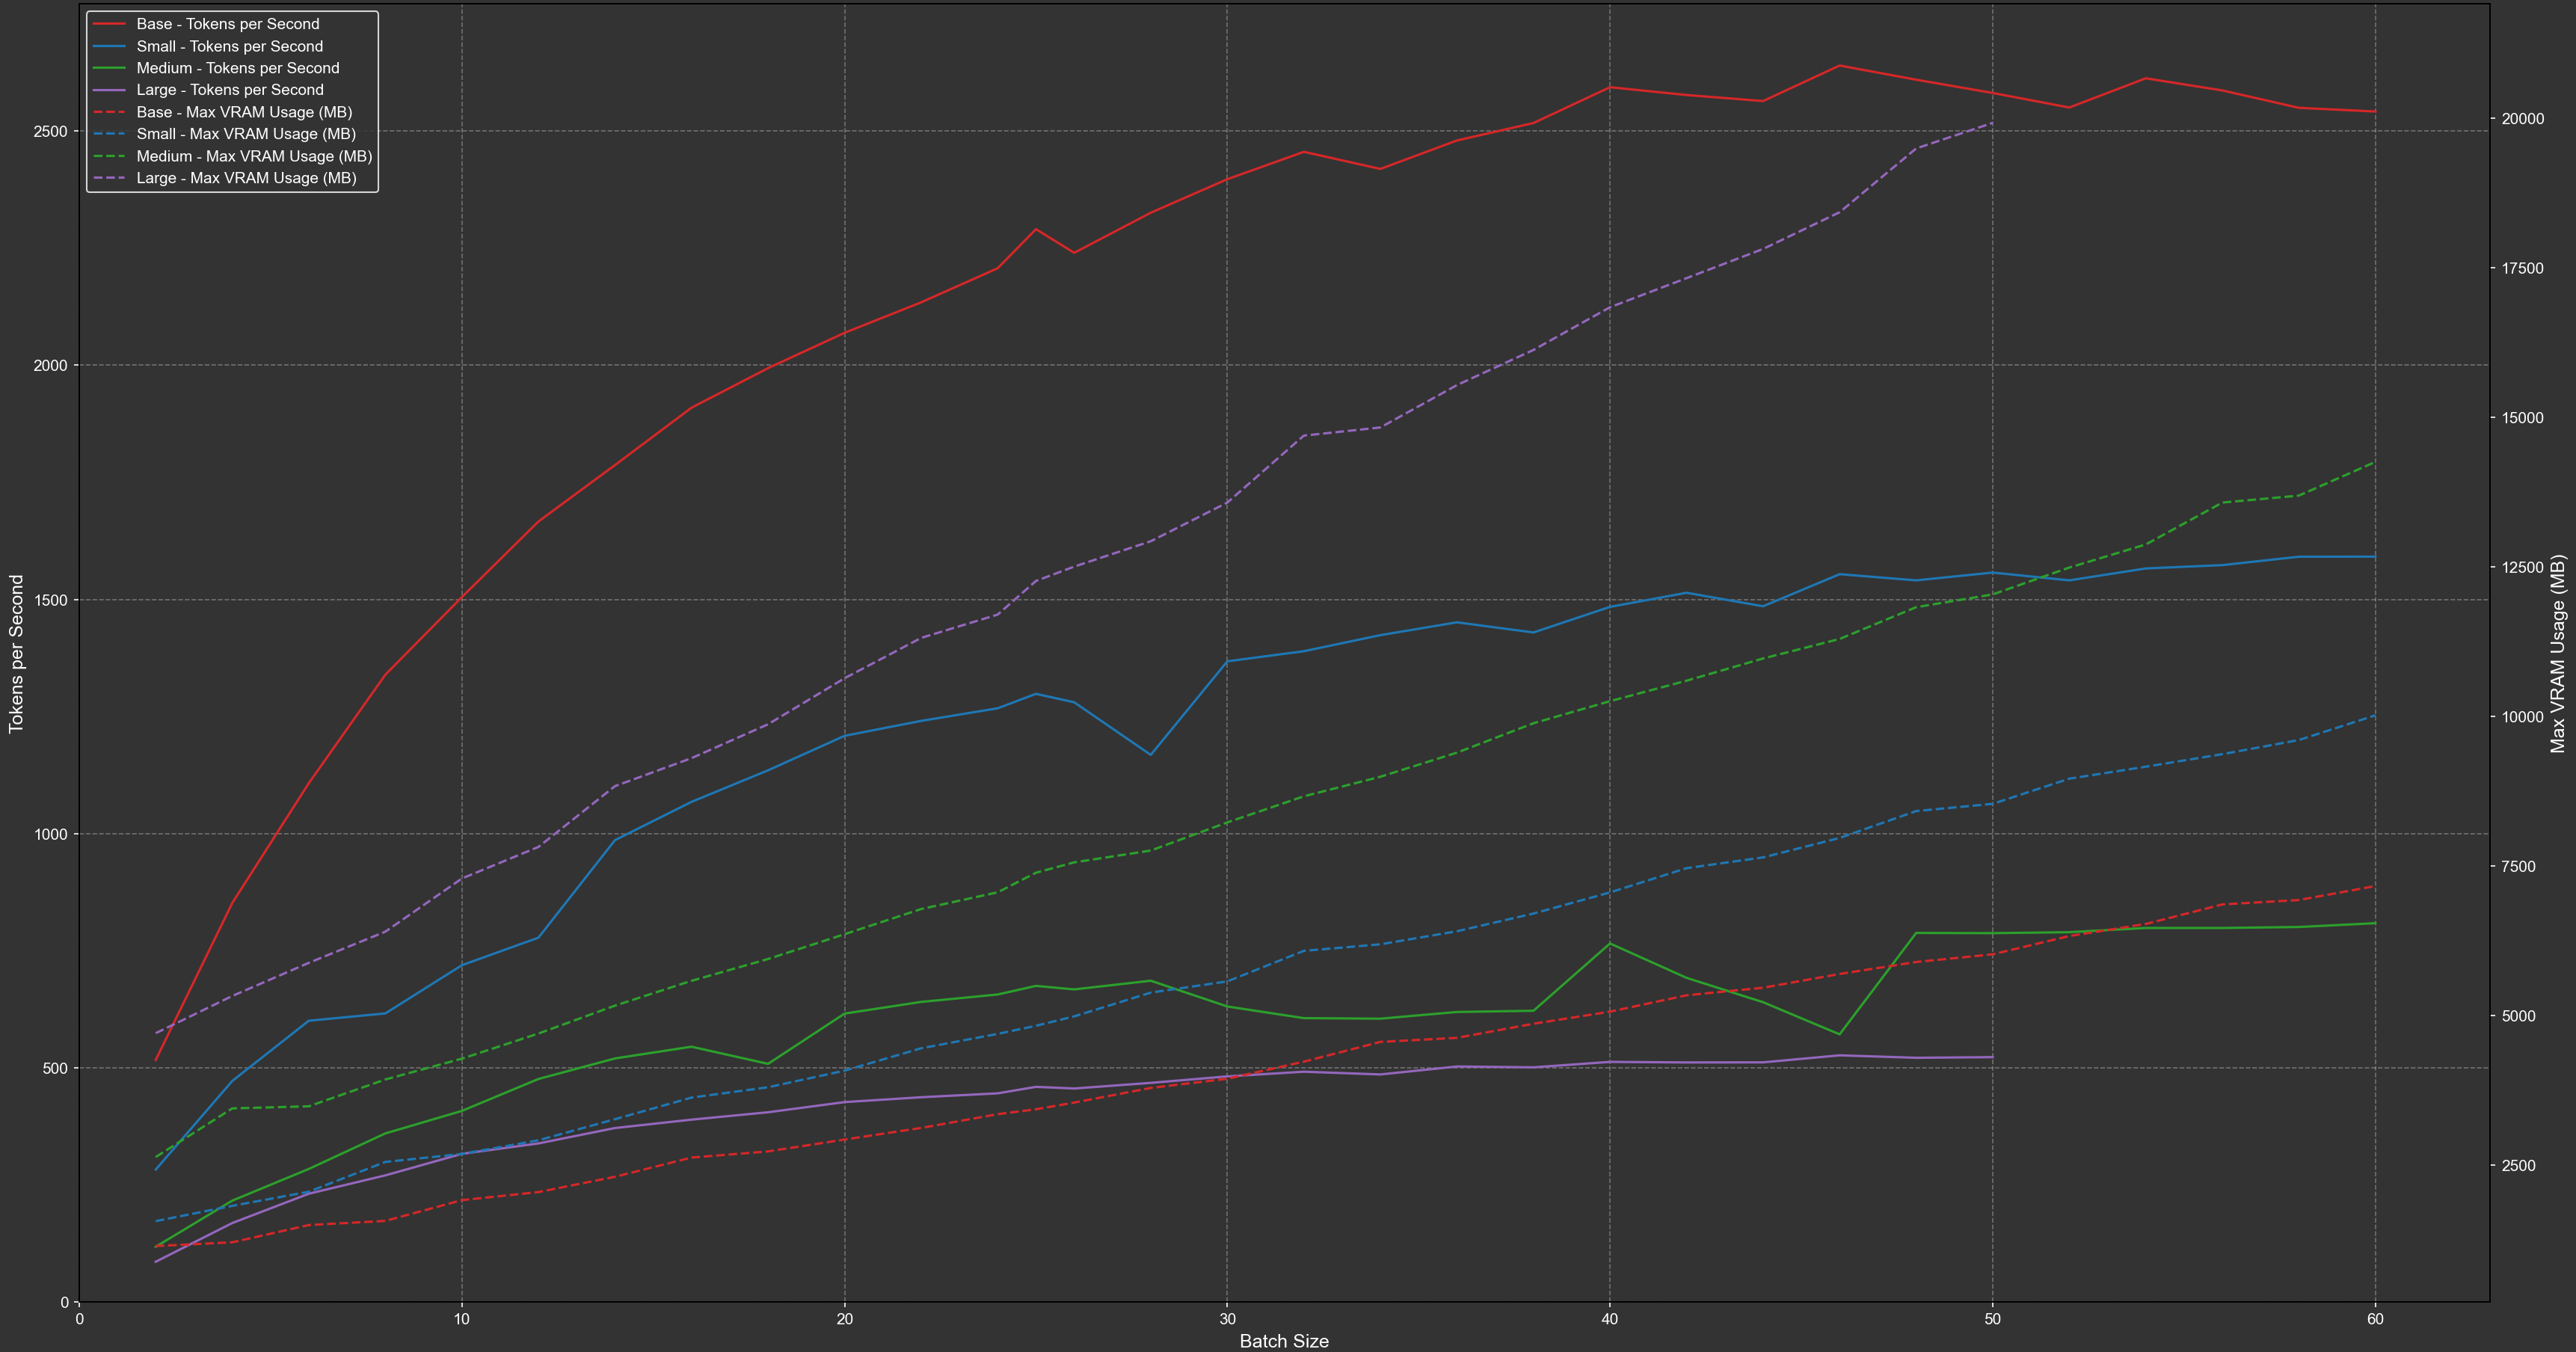 Base - Tokens per Second
Small - Tokens per Second
Medium - Tokens per Second
Large - Tokens per Second
Base - Max VRAM Usage (MB)
Small - Max VRAM Usage (MB)
Medium - Max VRAM Usage (MB)
Large - Max VRAM Usage (MB)
Tokens per Second
2500
2000
1500
1000
500
0
0
10
20
30
40
50
60
Batch Size
20000
17500
15000
12500
10000
7500
5000
2500
Max VRAM Usage (MB)